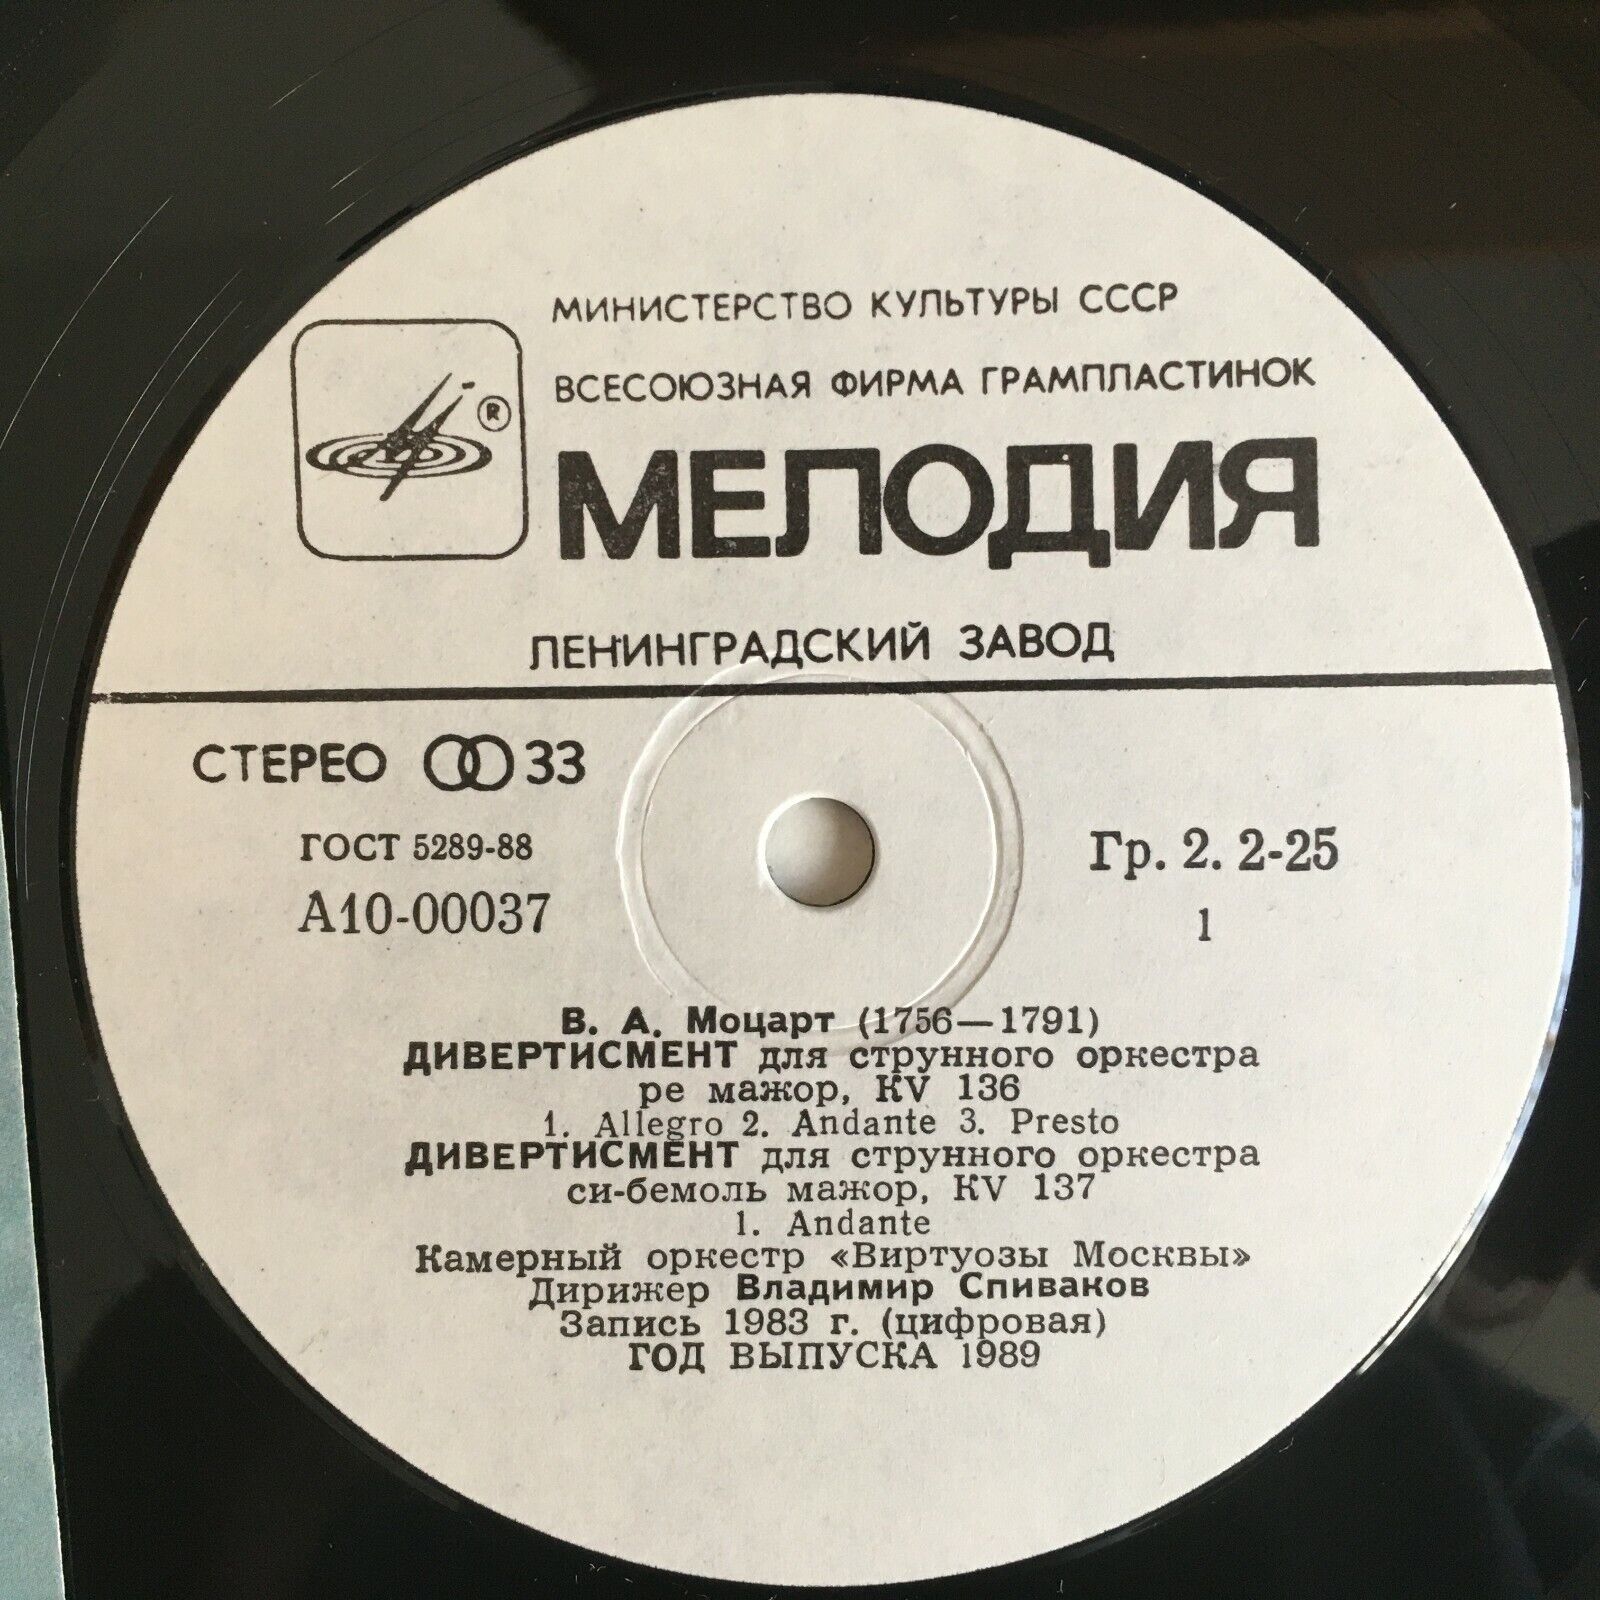 МИНИСТЕРСТВО КУЛЬТУРЫ СССР
ВСЕСОЮЗНАЯ ФИРМА ГРАМПЛАСТИНОК
®
МЕЛОДИЯ
ЛЕНИНГРАДСКИЙ ЗАВОД
СТЕРЕО 33
ГОСТ 5289-88
Гр. 2. 2-25
А10-00037
1
В. А. Моцарт (1756—1791)
ДИВЕРТИСМЕНТ для струнного оркестра
ре мажор, KV 136
1. Allegro 2. Andante 3. Presto
ДИВЕРТИСМЕНТ для струнного оркестра
си-бемоль мажор, KV 137
1. Andante
Камерный оркестр «Виртуозы Москвы»
Дирижер Владимир Спиваков
Запись 1983 г. (цифровая)
ГОД ВЫПУСКА 1989